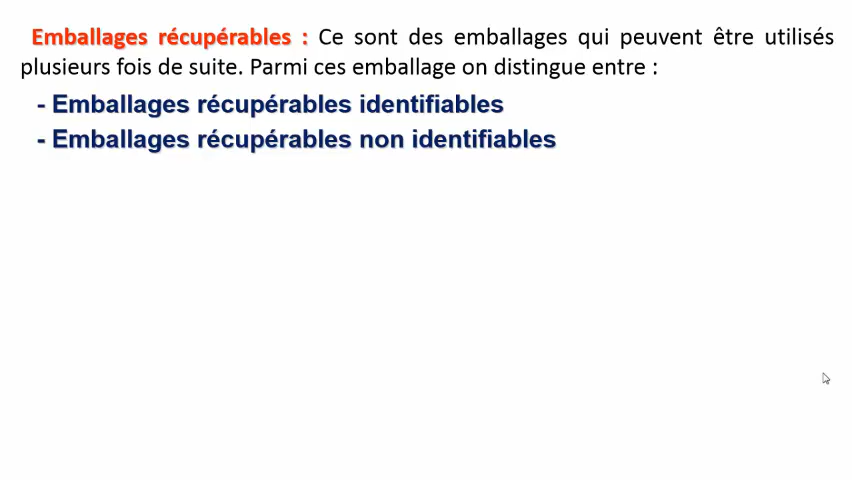 Emballages récupérables : Ce sont des emballages qui peuvent être utilisés
plusieurs fois de suite. Parmi ces emballage on distingue entre :
- Emballages récupérables identifiables
- Emballages récupérables non identifiables